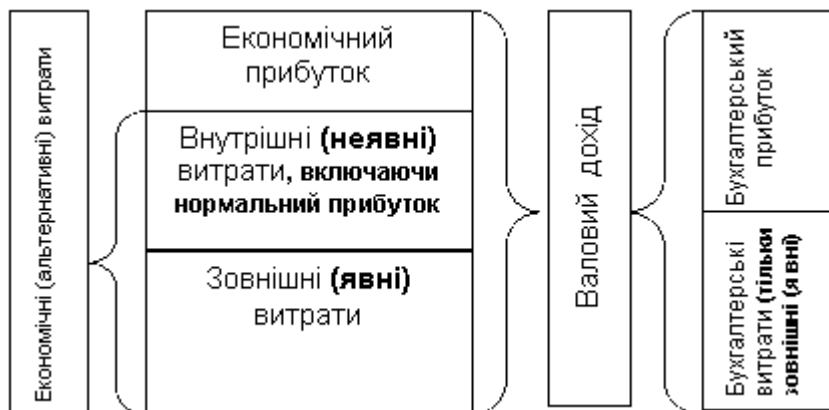 Економічні (альтернативні) витрати
Економічний
прибуток
Внутрішні (неявні)
витрати, включаючи
нормальний прибуток
Зовнішні (явні)
витрати
Валовий дохід
Бухгалтерський
прибуток
Бухгалтерські
витрати (тільки
зовнішні (явні)